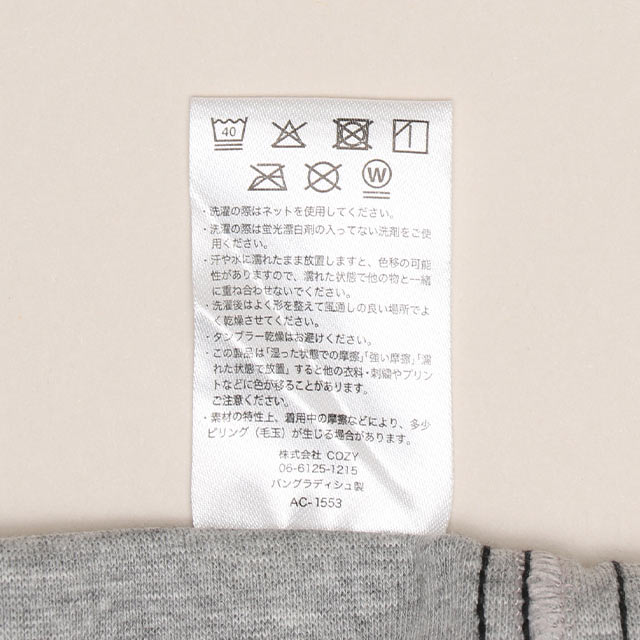 40
W
・洗濯の際はネットを使用してください。
・洗濯の際は蛍光漂白剤の入ってない洗剤をご使
用ください。
・汗や水に濡れたまま放置しますと、色移の可能
性がありますので、濡れた状態で他の物と一緒
に重ね合わせないでください。
・洗濯後はよく形を整えて風通しの良い場所でよ
く乾燥させてください。
・タンブラー乾燥はお避けください。
・この製品は「湿った状態での摩擦」「強い摩擦」「濡
れた状態で放置」すると他の衣料・刺繍やプリン
トなどに色が移ることがあります。
ご注意ください。
・素材の特性上、着用中の摩擦などにより、多少
ピリング（毛玉）が生じる場合があります。
株式会社 COZY
06-6125-1215
バングラディシュ製
AC-1553